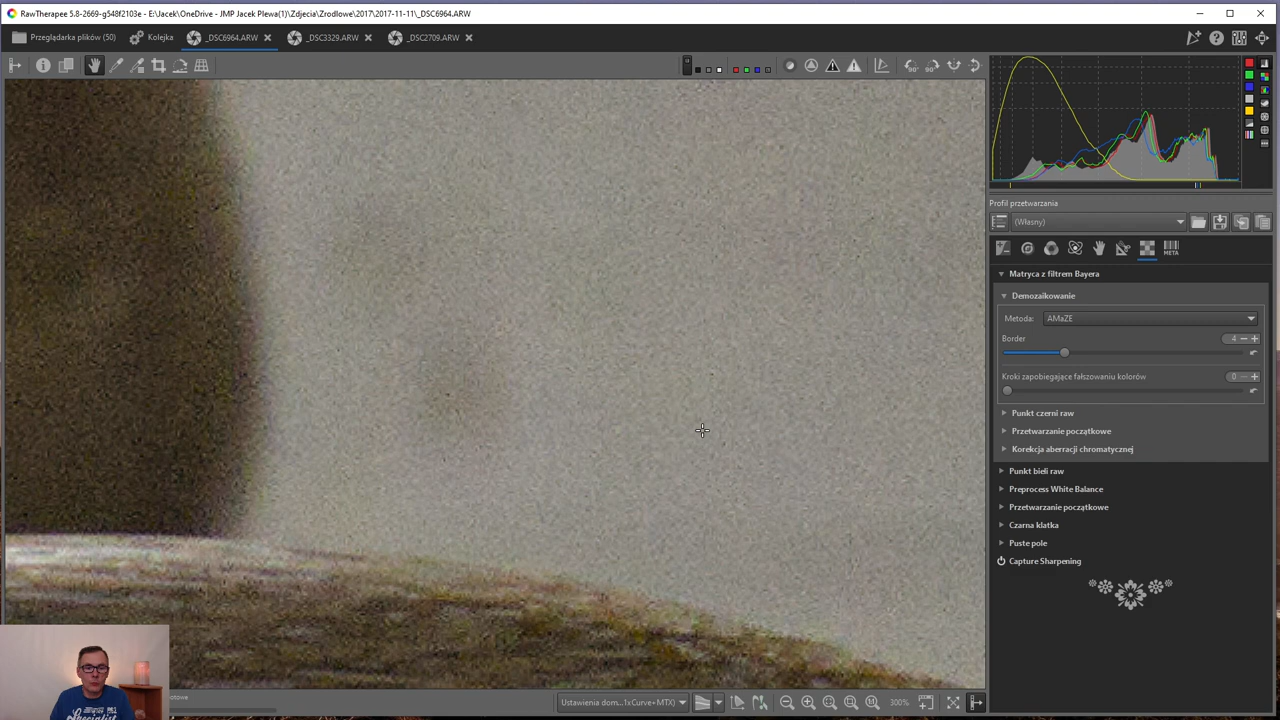 RawTherapee 5.8-2669-g548f2103e - E:\Jacek\OneDrive - JMP Jacek Plewa(1)\Zdjecia\Zrodlowe\2017\2017-11-11\_DSC6964.ARW
Przeglądarka plików (50) Kolejka _DSC6964.ARW _DSC3329.ARW _DSC2709.ARW
Profil przetwarzania
(Własny)
META
Matryca z filtrem Bayera
Demozaikowanie
Metoda: AMaZE
Border 4
Kroki zapobiegające fałszowaniu kolorów 0
Punkt czerni raw
Przetwarzanie początkowe
Korekcja aberracji chromatycznej
Punkt bieli raw
Preprocess White Balance
Przetwarzanie początkowe
Czarna klatka
Puste pole
Capture Sharpening
Specialist
otowe
Ustawienia dom...1xCurve+MTX) 300%